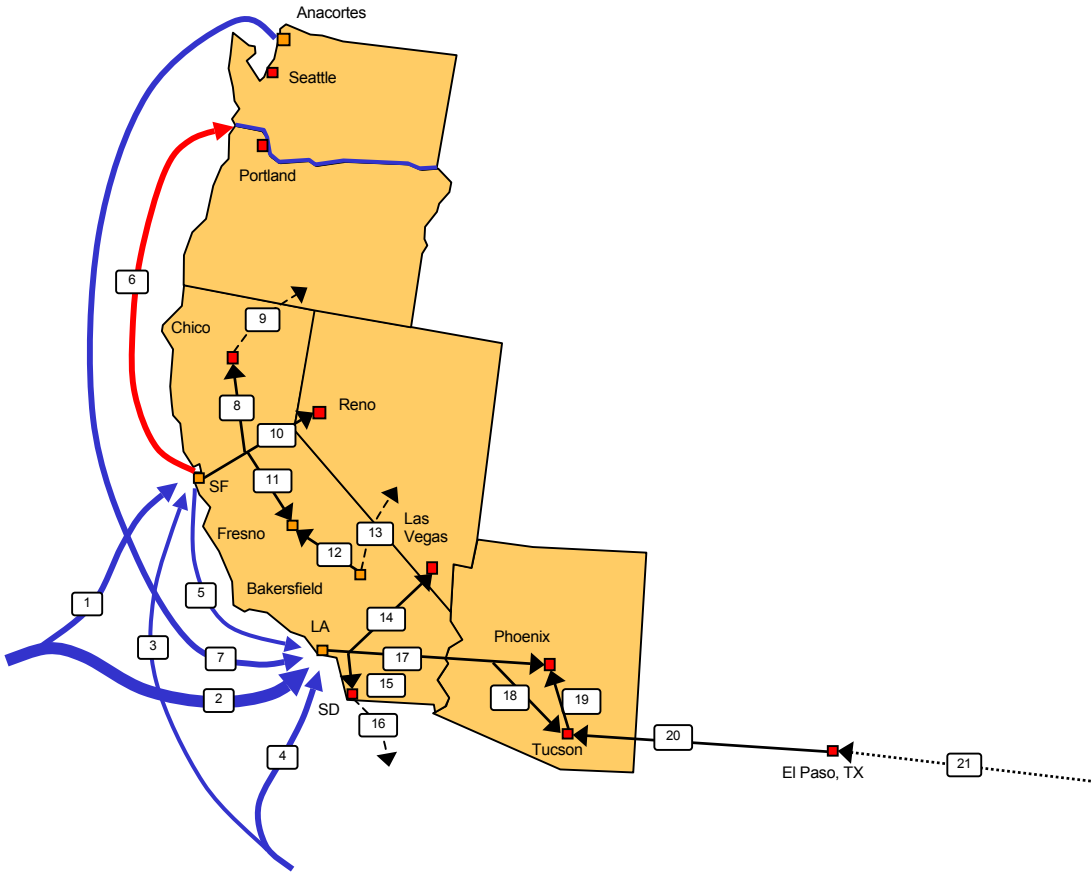 Anacortes
Seattle
Portland
6
9
Chico
8
Reno
10
SF
11
Fresno
13
Las
Vegas
12
Bakersfield
5
1
14
LA
3
7
17
Phoenix
15
18
19
2
SD
16
20
Tucson
4
21
El Paso, TX